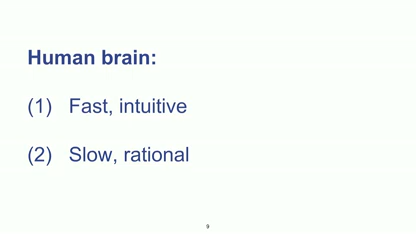 Human brain:
(1) Fast, intuitive
(2) Slow, rational
9